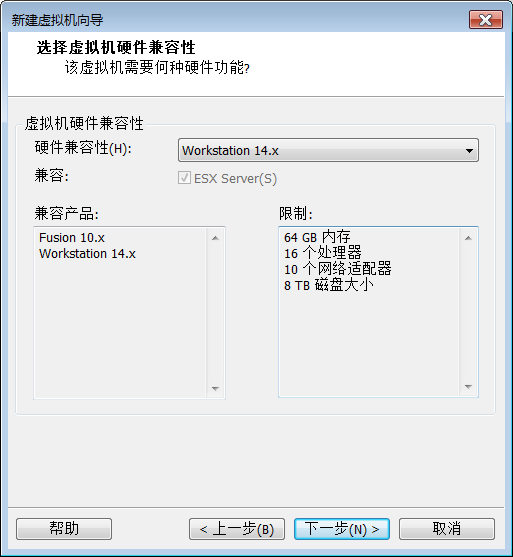 新建虚拟机向导
选择虚拟机硬件兼容性
该虚拟机需要何种硬件功能?
虚拟机硬件兼容性
硬件兼容性(H): Workstation 14.x
兼容: ESX Server(S)
兼容产品: 限制:
Fusion 10.x
Workstation 14.x
64 GB 内存
16 个处理器
10 个网络适配器
8 TB 磁盘大小
帮助 < 上一步(B) 下一步(N) > 取消